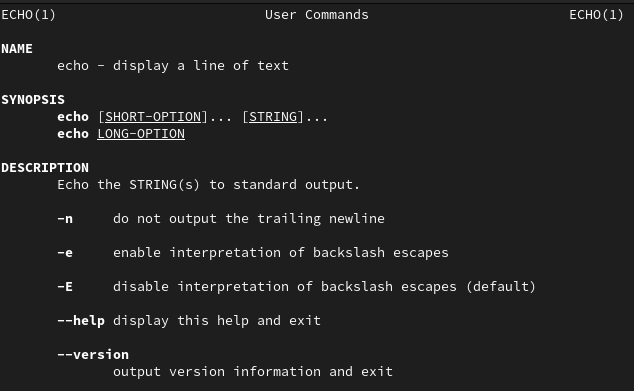 ECHO(1) User Commands ECHO(1)
NAME
echo - display a line of text
SYNOPSIS
echo [SHORT-OPTION]... [STRING]...
echo LONG-OPTION
DESCRIPTION
Echo the STRING(s) to standard output.
-n do not output the trailing newline
-e enable interpretation of backslash escapes
-E disable interpretation of backslash escapes (default)
--help display this help and exit
--version
output version information and exit